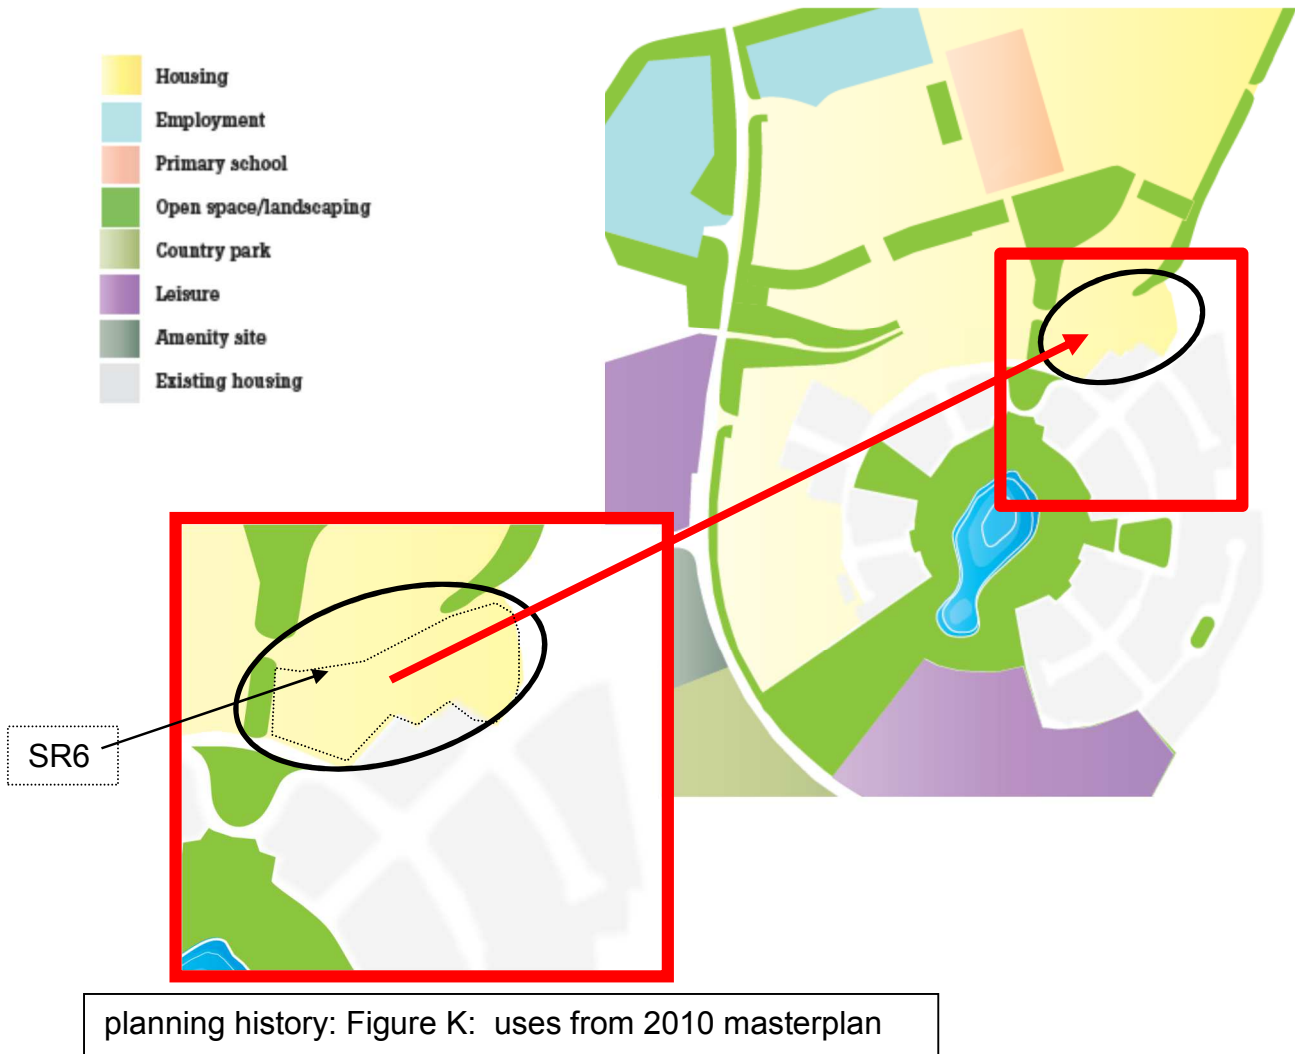 Housing
Employment
Primary school
Open space/landscaping
Country park
Leisure
Amenity site
Existing housing
SR6
planning history: Figure K:  uses from 2010 masterplan